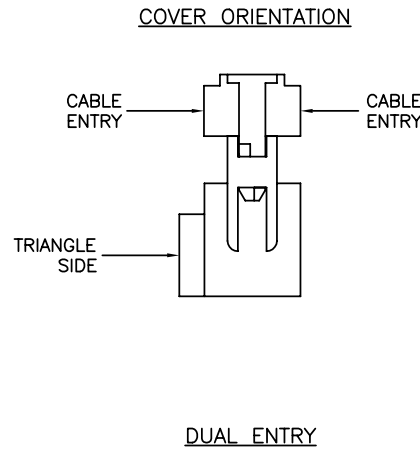 COVER ORIENTATION
CABLE
ENTRY
CABLE
ENTRY
TRIANGLE
SIDE
DUAL ENTRY